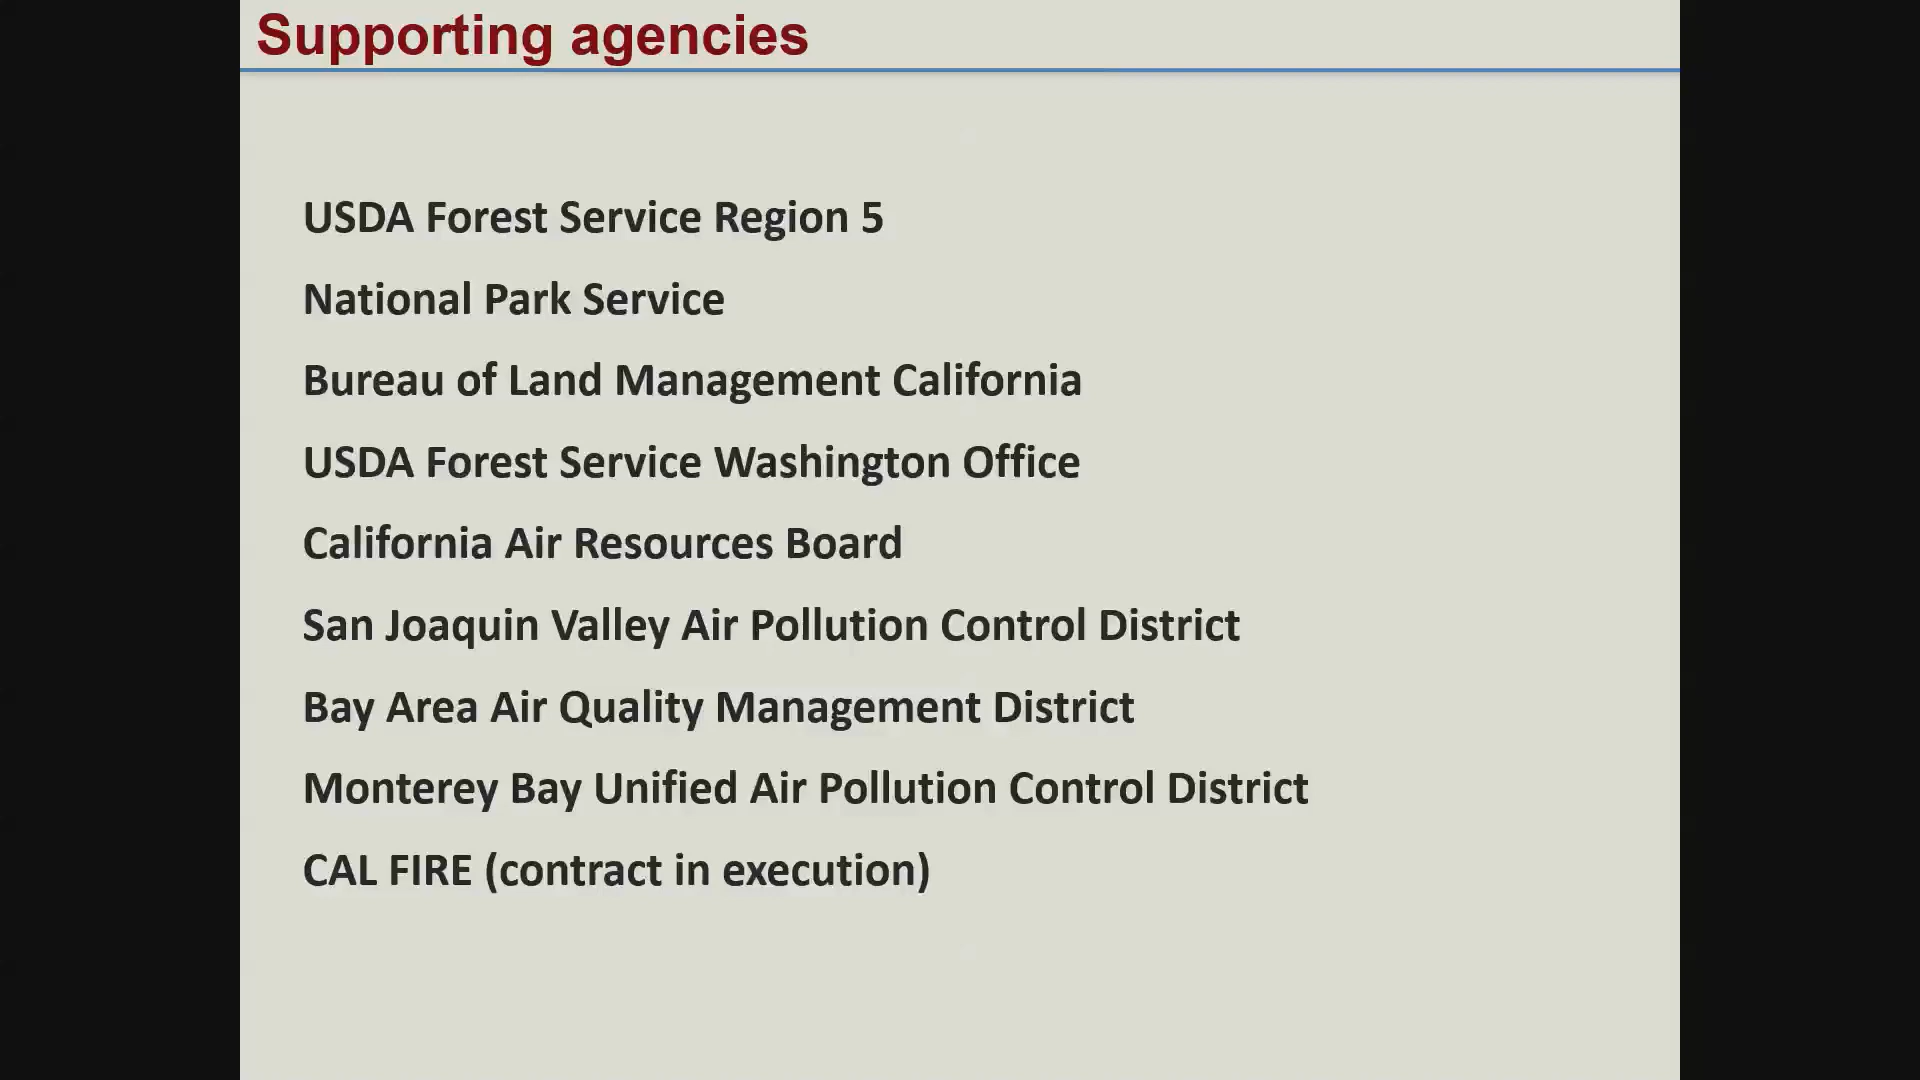 Supporting agencies
USDA Forest Service Region 5
National Park Service
Bureau of Land Management California
USDA Forest Service Washington Office
California Air Resources Board
San Joaquin Valley Air Pollution Control District
Bay Area Air Quality Management District
Monterey Bay Unified Air Pollution Control District
CAL FIRE (contract in execution)